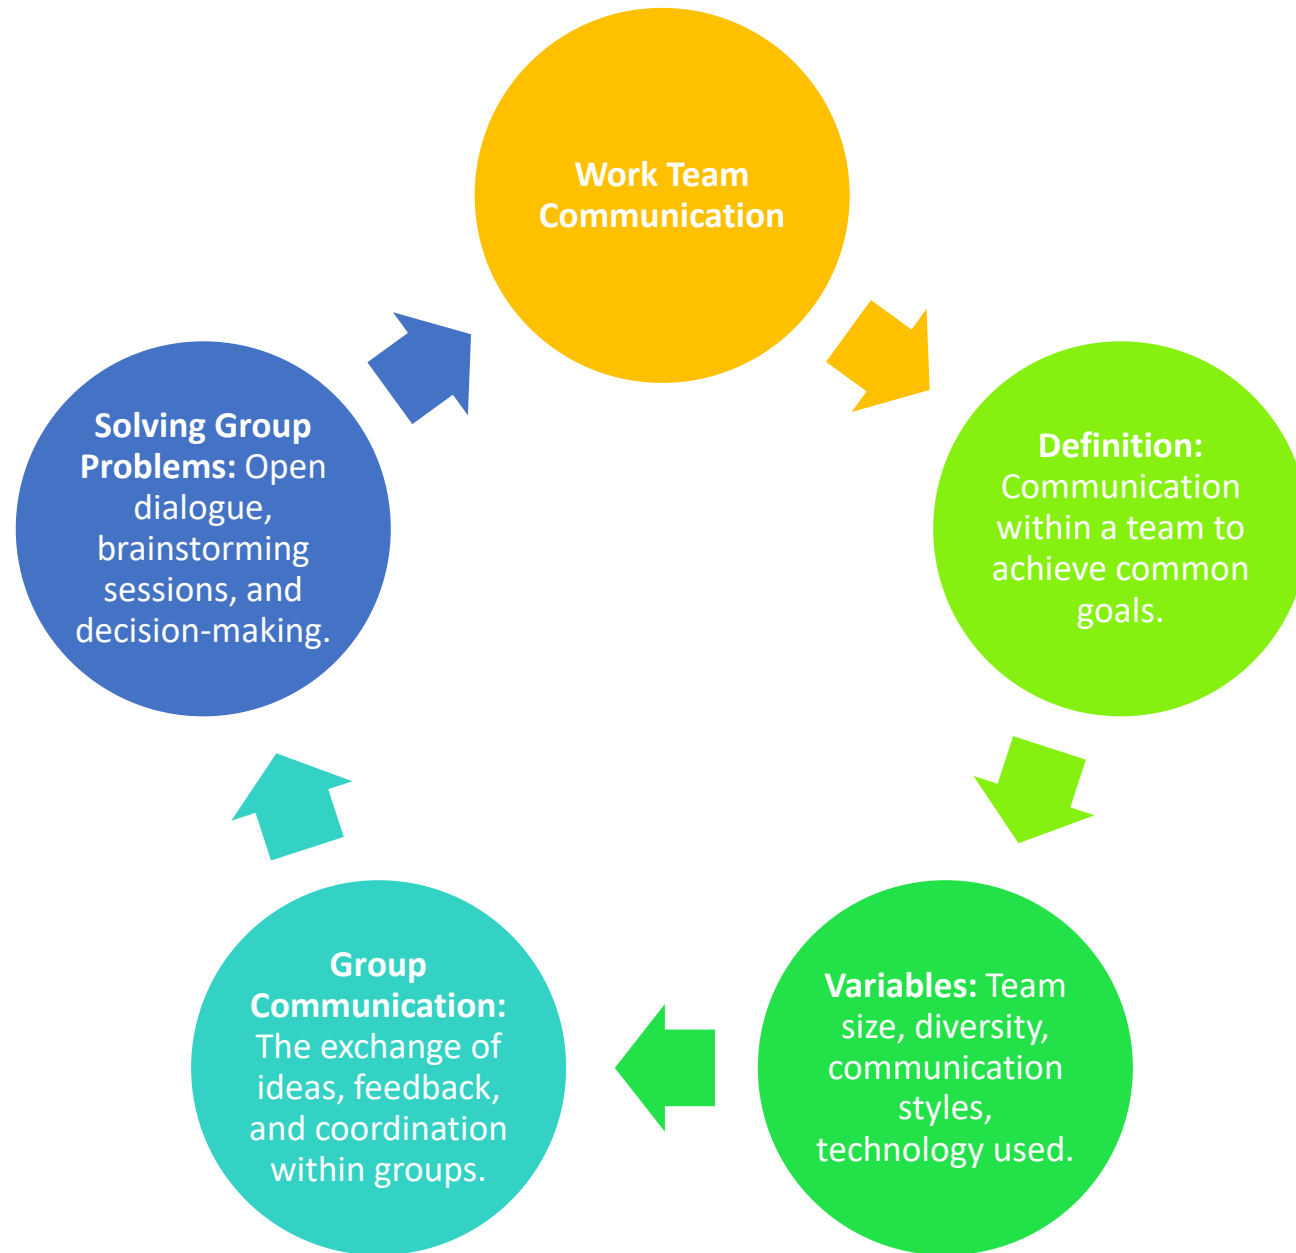 Work Team
Communication
Definition:
Communication
within a team to
achieve common
goals.
Variables: Team
size, diversity,
communication
styles,
technology used.
Group
Communication:
The exchange of
ideas, feedback,
and coordination
within groups.
Solving Group
Problems: Open
dialogue,
brainstorming
sessions, and
decision-making.